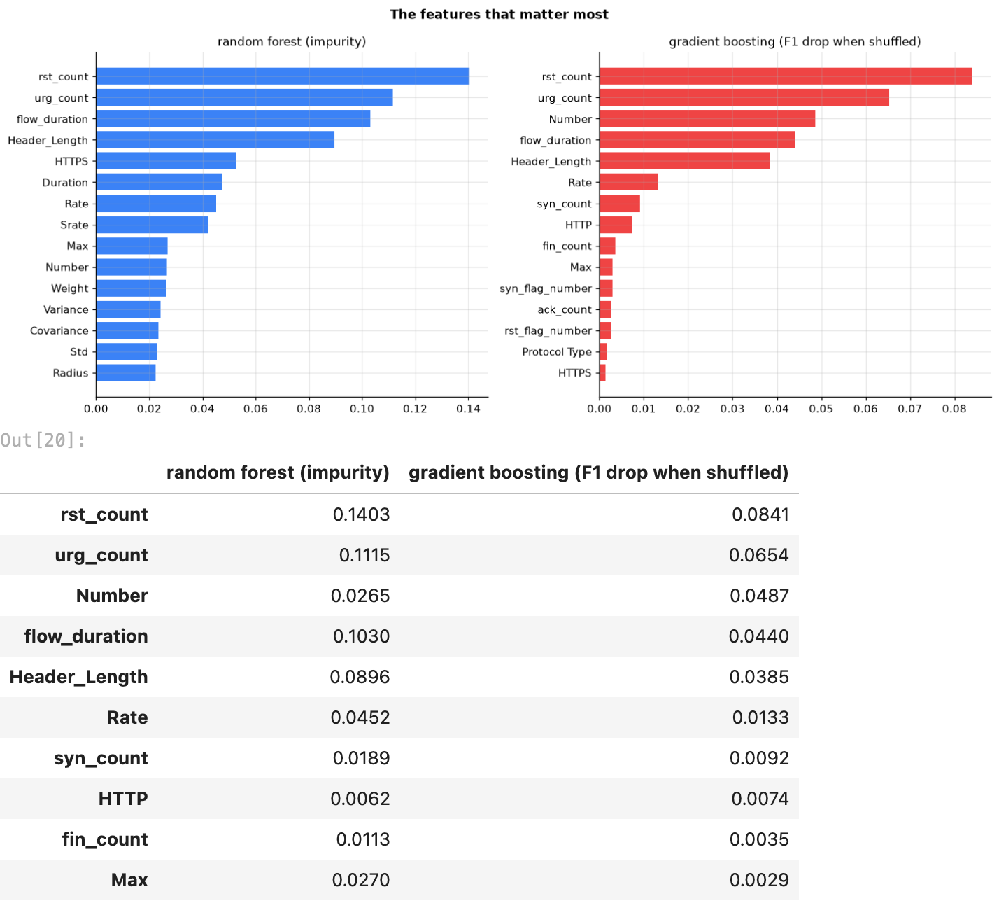 The features that matter most
random forest (impurity)
rst_count
urg_count
flow_duration
Header_Length
HTTPS
Duration
Rate
Srate
Max
Number
Weight
Variance
Covariance
Std
Radius
0.00 0.02 0.04 0.06 0.08 0.10 0.12 0.14
gradient boosting (F1 drop when shuffled)
rst_count
urg_count
Number
flow_duration
Header_Length
Rate
syn_count
HTTP
fin_count
Max
syn_flag_number
ack_count
rst_flag_number
Protocol Type
HTTPS
0.00 0.01 0.02 0.03 0.04 0.05 0.06 0.07 0.08
Out[20]:
random forest (impurity) gradient boosting (F1 drop when shuffled)
rst_count 0.1403 0.0841
urg_count 0.1115 0.0654
Number 0.0265 0.0487
flow_duration 0.1030 0.0440
Header_Length 0.0896 0.0385
Rate 0.0452 0.0133
syn_count 0.0189 0.0092
HTTP 0.0062 0.0074
fin_count 0.0113 0.0035
Max 0.0270 0.0029